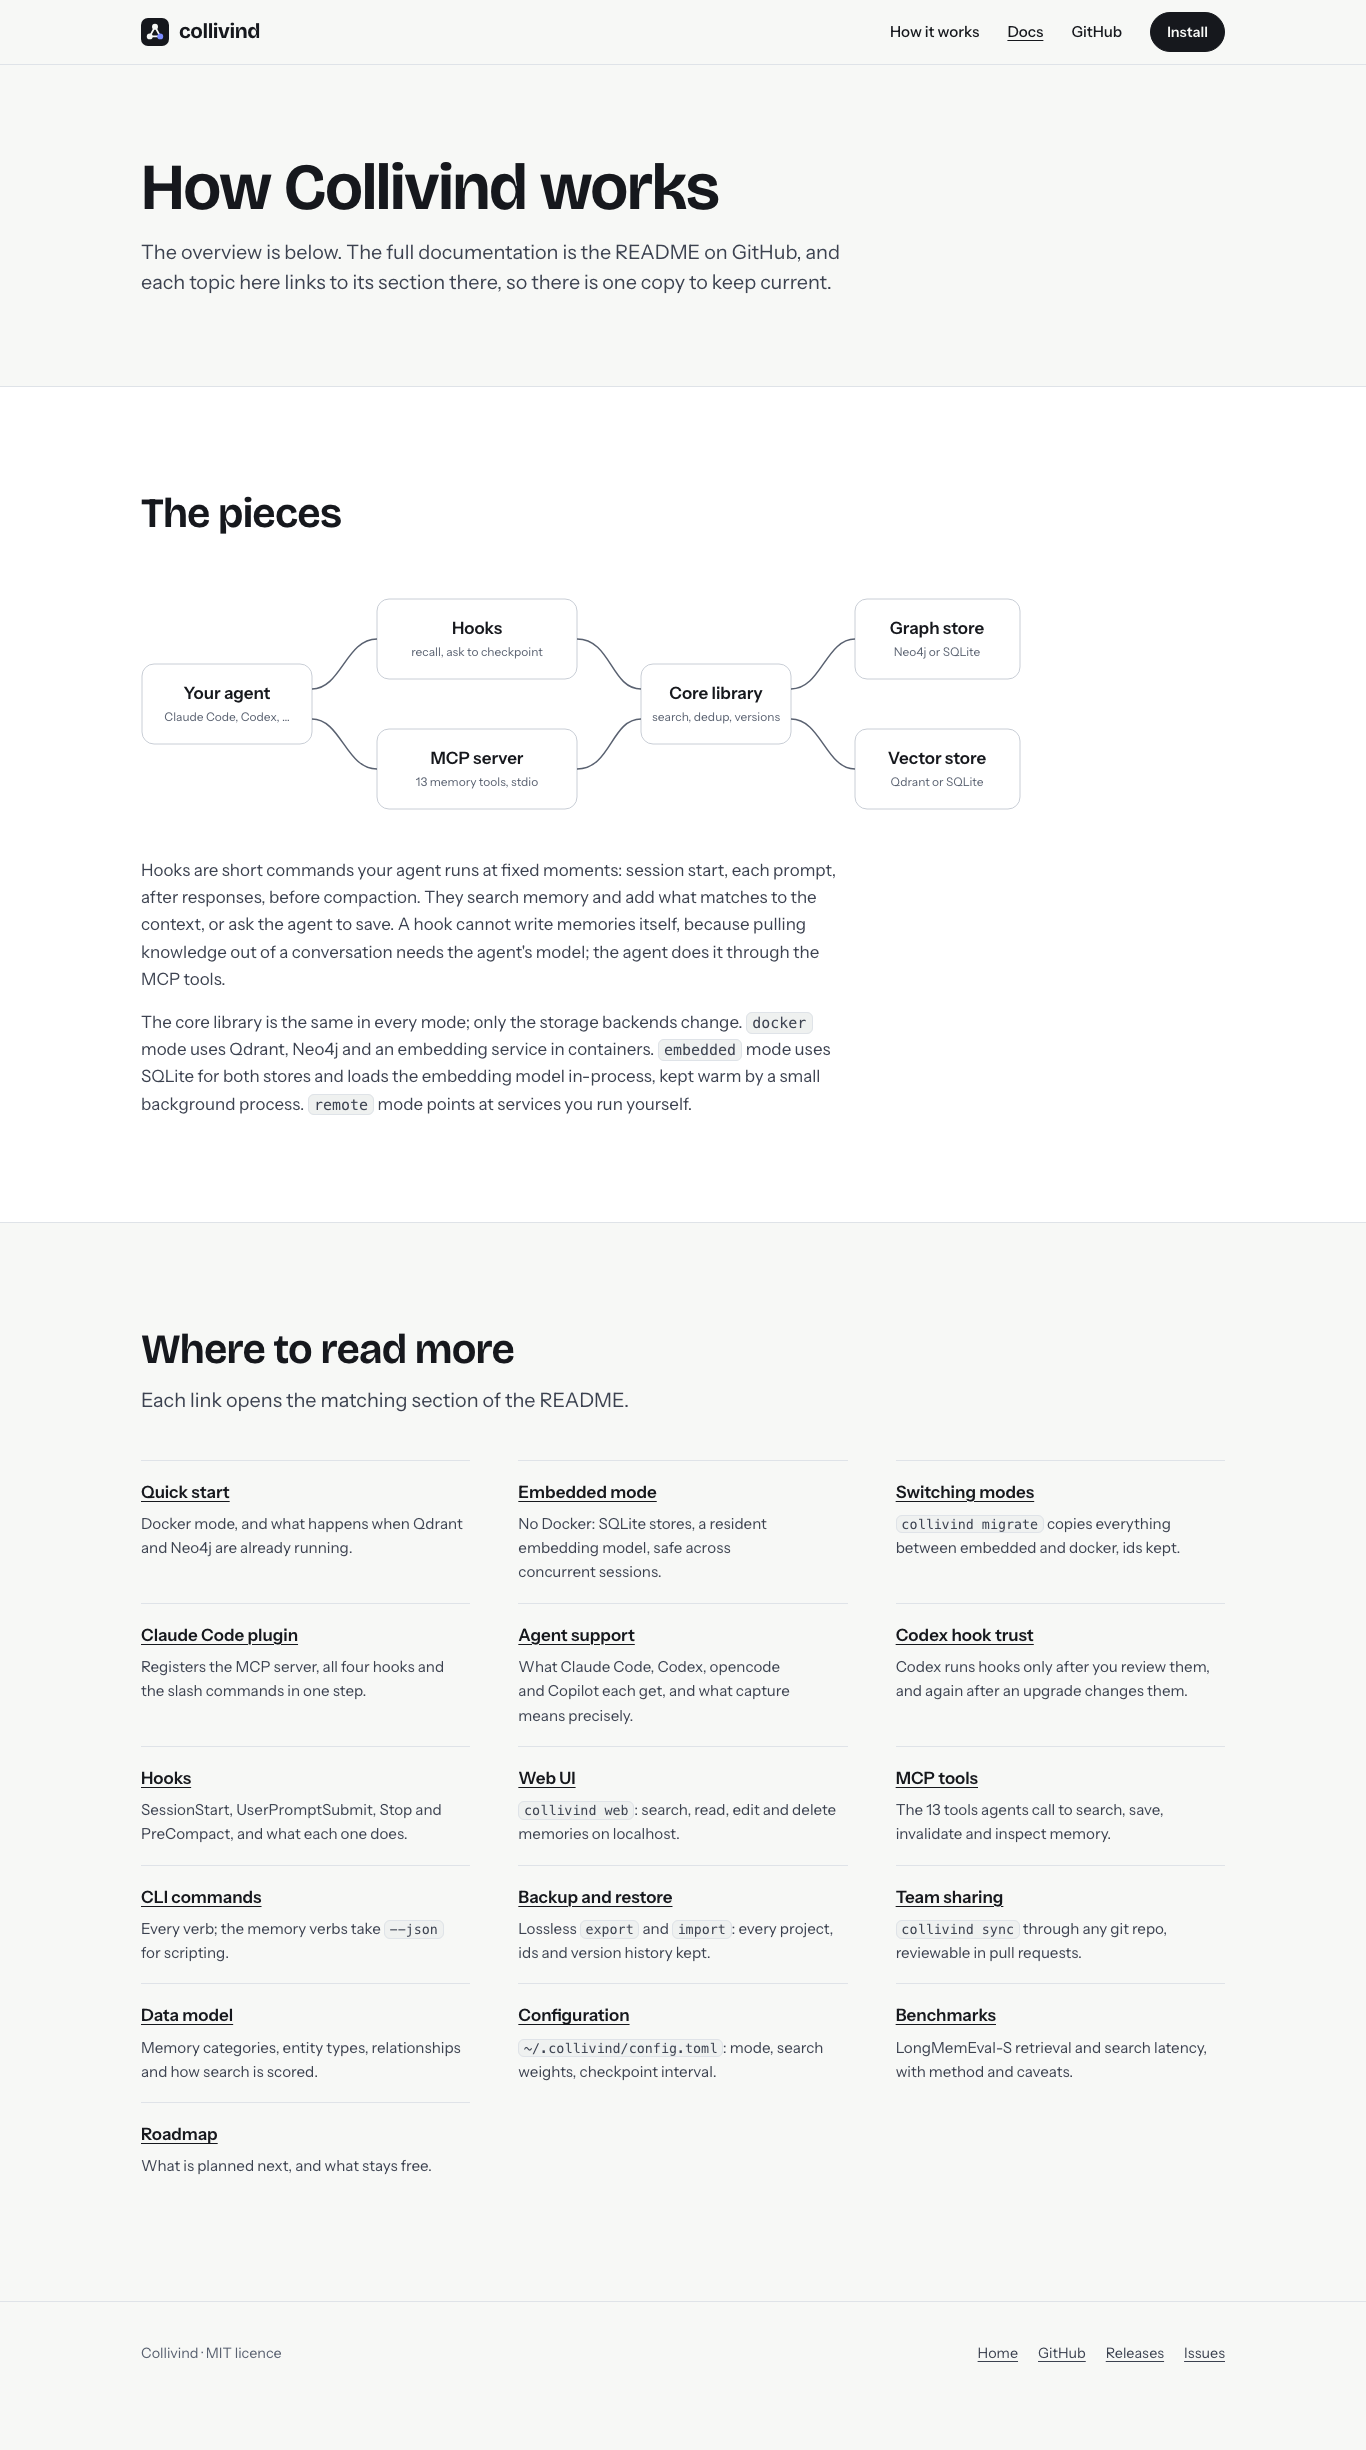 collivind
How it works
Docs
GitHub
Install
How Collivind works
The overview is below. The full documentation is the README on GitHub, and
each topic here links to its section there, so there is one copy to keep current.
The pieces
Your agent
Claude Code, Codex, ...
Hooks
recall, ask to checkpoint
MCP server
13 memory tools, stdio
Core library
search, dedup, versions
Graph store
Neo4j or SQLite
Vector store
Qdrant or SQLite
Hooks are short commands your agent runs at fixed moments: session start, each prompt,
after responses, before compaction. They search memory and add what matches to the
context, or ask the agent to save. A hook cannot write memories itself, because pulling
knowledge out of a conversation needs the agent's model; the agent does it through the
MCP tools.
The core library is the same in every mode; only the storage backends change. docker
mode uses Qdrant, Neo4j and an embedding service in containers. embedded mode uses
SQLite for both stores and loads the embedding model in-process, kept warm by a small
background process. remote mode points at services you run yourself.
Where to read more
Each link opens the matching section of the README.
Quick start
Docker mode, and what happens when Qdrant
and Neo4j are already running.
Embedded mode
No Docker: SQLite stores, a resident
embedding model, safe across
concurrent sessions.
Switching modes
collivind migrate copies everything
between embedded and docker, ids kept.
Claude Code plugin
Registers the MCP server, all four hooks and
the slash commands in one step.
Agent support
What Claude Code, Codex, opencode
and Copilot each get, and what capture
means precisely.
Codex hook trust
Codex runs hooks only after you review them,
and again after an upgrade changes them.
Hooks
SessionStart, UserPromptSubmit, Stop and
PreCompact, and what each one does.
Web UI
collivind web: search, read, edit and delete
memories on localhost.
MCP tools
The 13 tools agents call to search, save,
invalidate and inspect memory.
CLI commands
Every verb; the memory verbs take --json
for scripting.
Backup and restore
Lossless export and import: every project,
ids and version history kept.
Team sharing
collivind sync through any git repo,
reviewable in pull requests.
Data model
Memory categories, entity types, relationships
and how search is scored.
Configuration
~/.collivind/config.toml: mode, search
weights, checkpoint interval.
Benchmarks
LongMemEval-S retrieval and search latency,
with method and caveats.
Roadmap
What is planned next, and what stays free.
Collivind · MIT licence
Home
GitHub
Releases
Issues